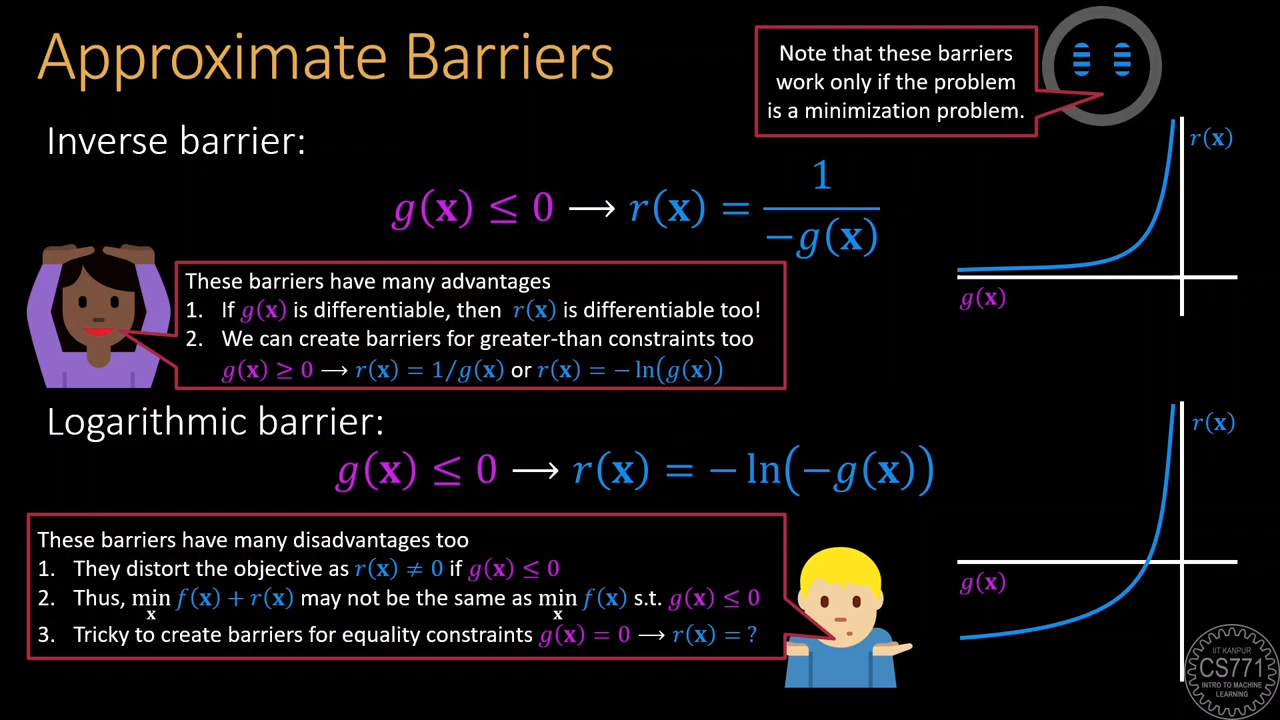 Approximate Barriers
Note that these barriers
work only if the problem
is a minimization problem.
Inverse barrier:
r(𝐱)
g(𝐱) ≤ 0 ⟶ r(𝐱) = 1/−g(𝐱)
g(𝐱)
These barriers have many advantages
1. If g(𝐱) is differentiable, then r(𝐱) is differentiable too!
2. We can create barriers for greater-than constraints too
g(𝐱) ≥ 0 ⟶ r(𝐱) = 1/g(𝐱) or r(𝐱) = − ln(g(𝐱))
Logarithmic barrier:
r(𝐱)
g(𝐱) ≤ 0 ⟶ r(𝐱) = − ln(−g(𝐱))
g(𝐱)
These barriers have many disadvantages too
1. They distort the objective as r(𝐱) ≠ 0 if g(𝐱) ≤ 0
2. Thus, min 𝐱 f(𝐱) + r(𝐱) may not be the same as min 𝐱 f(𝐱) s.t. g(𝐱) ≤ 0
3. Tricky to create barriers for equality constraints g(𝐱) = 0 ⟶ r(𝐱) = ?
IIT KANPUR
CS771
INTRO TO MACHINE
LEARNING